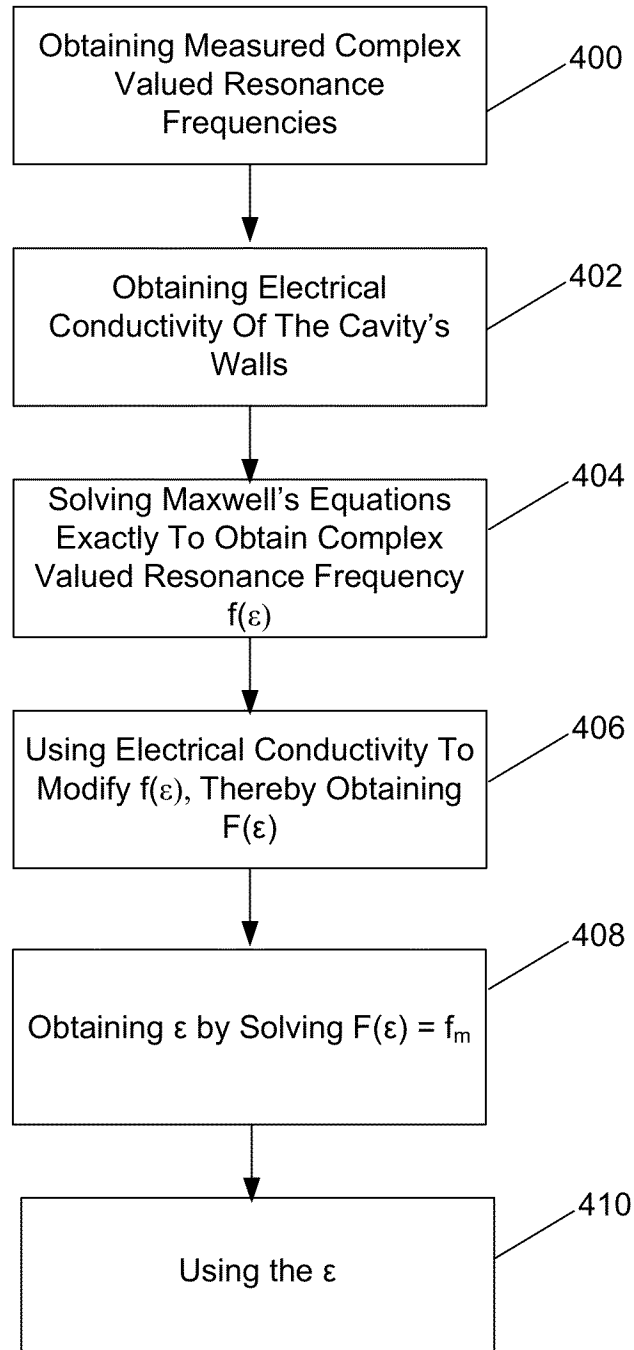 Obtaining Measured Complex
Valued Resonance
Frequencies
400
Obtaining Electrical
Conductivity Of The Cavity's
Walls
402
Solving Maxwell's Equations
Exactly To Obtain Complex
Valued Resonance Frequency
f(ε)
404
Using Electrical Conductivity To
Modify f(ε), Thereby Obtaining
F(ε)
406
Obtaining ε by Solving F(ε) = fₘ
408
Using the ε
410